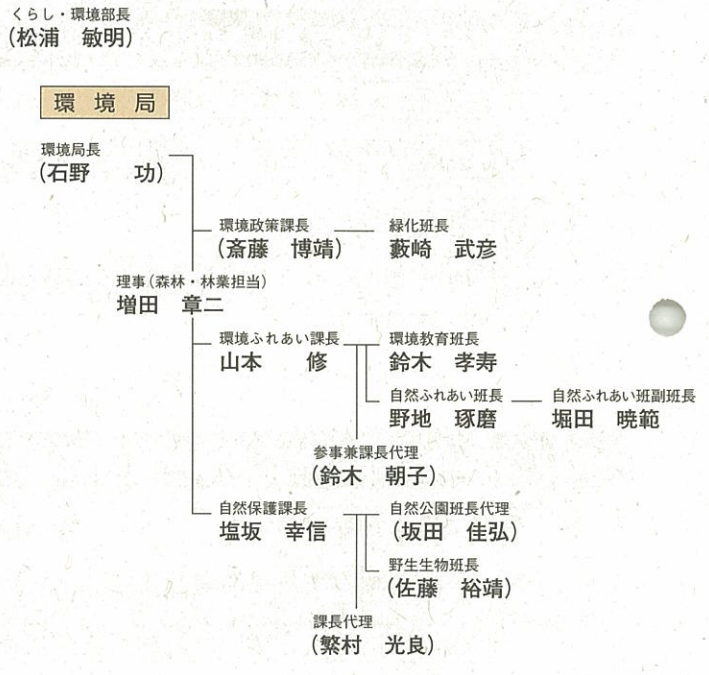 くらし・環境部長
(松浦　敏明)
環境局
環境局長
(石野　　功)
環境政策課長
(斎藤　博靖)
緑化班長
藪崎　武彦
理事(森林・林業担当)
増田　章二
環境ふれあい課長
山本　　修
環境教育班長
鈴木　孝寿
自然ふれあい班長
野地　琢磨
自然ふれあい班副班長
堀田　暁範
参事兼課長代理
(鈴木　朝子)
自然保護課長
塩坂　幸信
自然公園班長代理
(坂田　佳弘)
野生生物班長
(佐藤　裕靖)
課長代理
(繁村　光良)